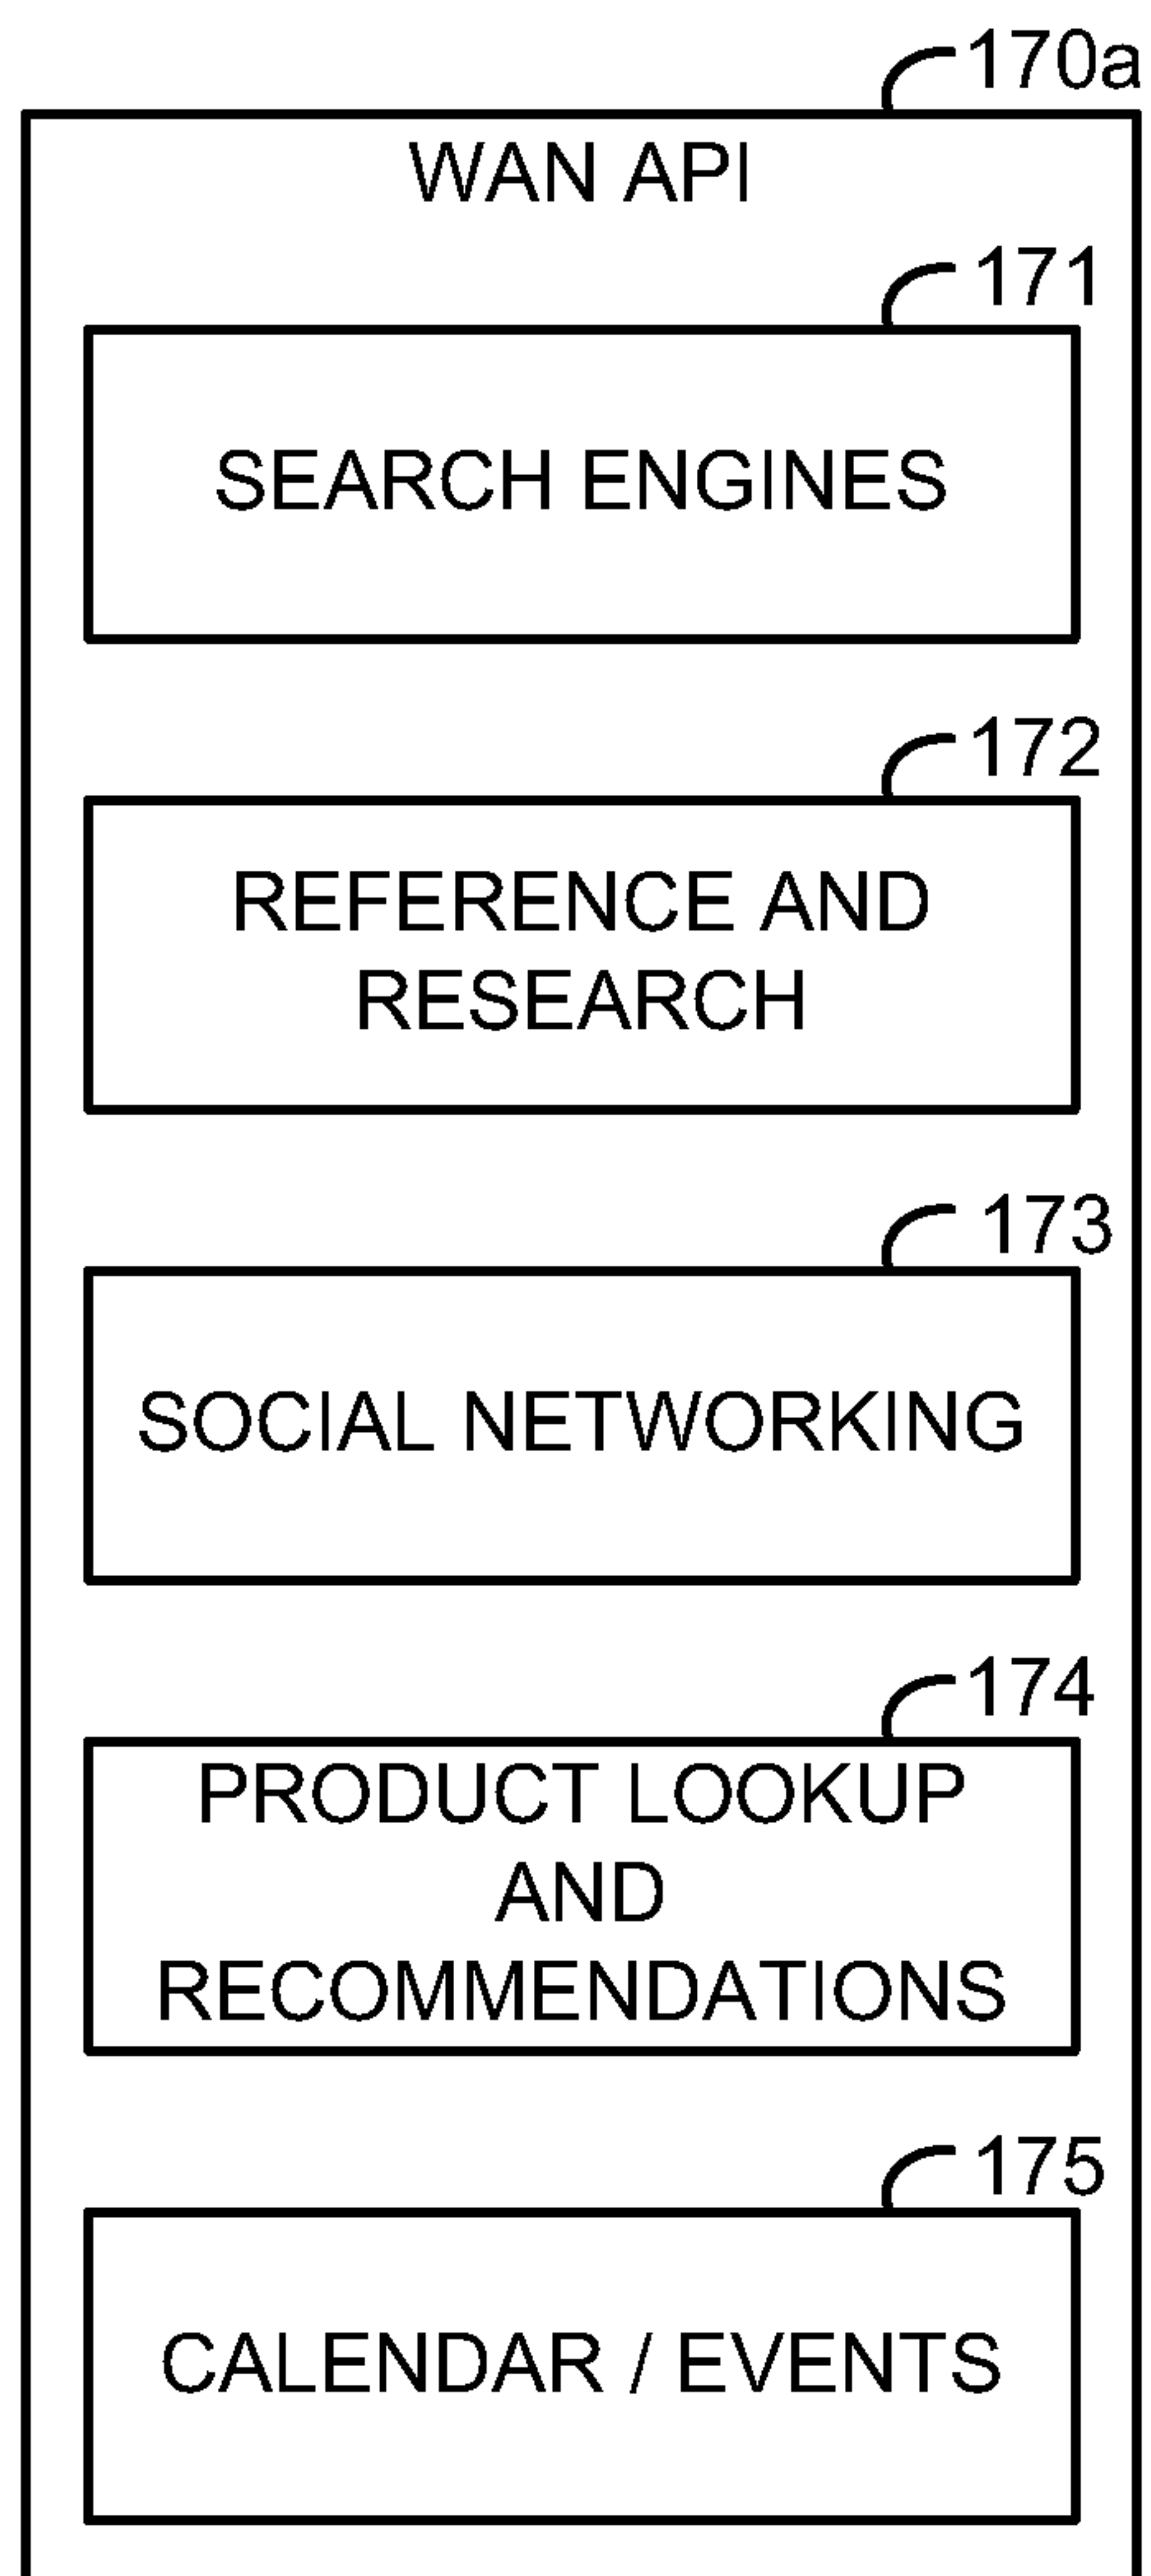 170a
WAN API
171
SEARCH ENGINES
172
REFERENCE AND
RESEARCH
173
SOCIAL NETWORKING
174
PRODUCT LOOKUP
AND
RECOMMENDATIONS
175
CALENDAR / EVENTS